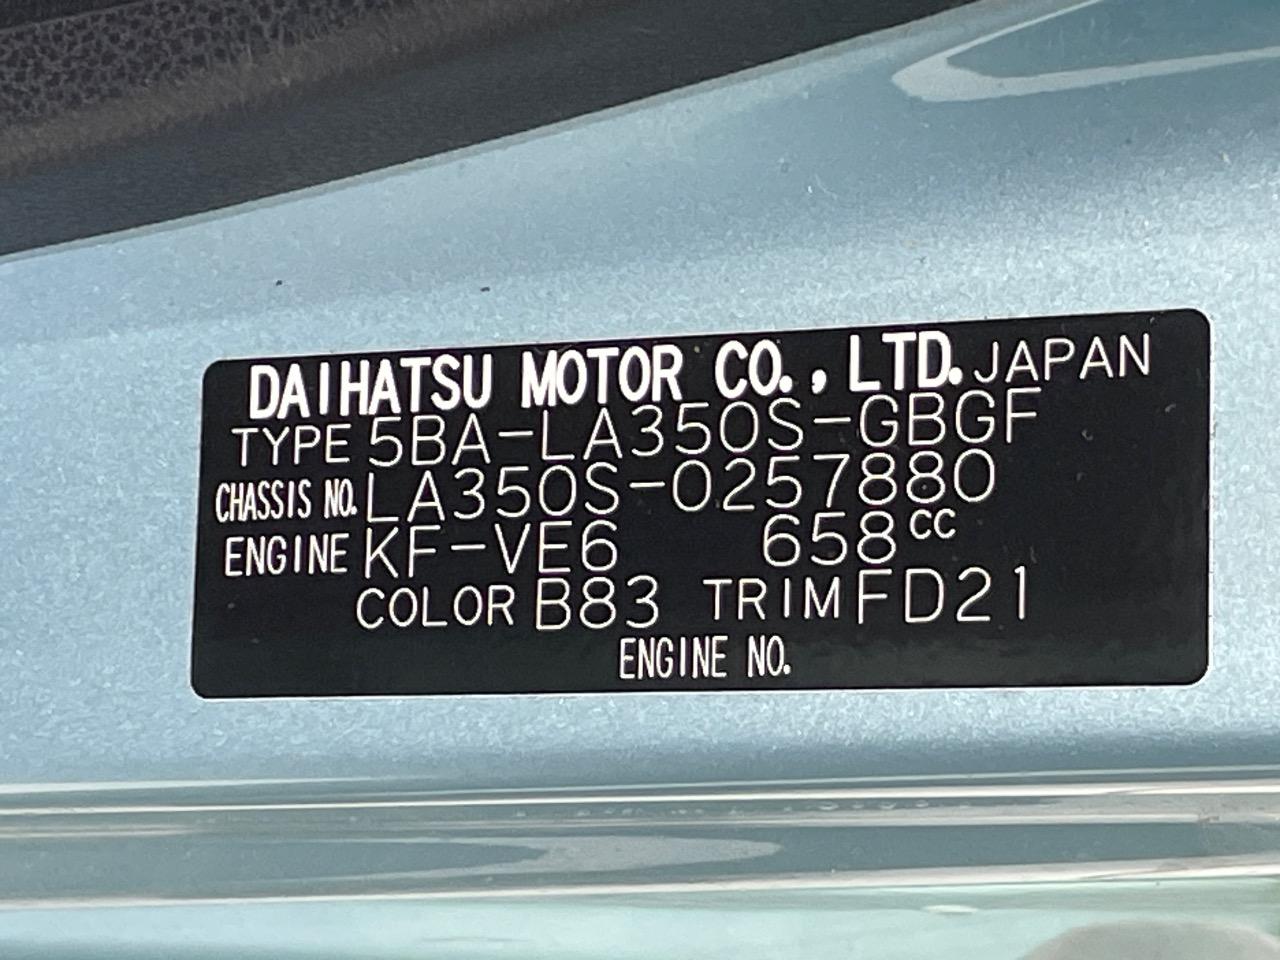 DAIHATSU MOTOR CO., LTD. JAPAN
TYPE 5BA-LA350S-GBGF
CHASSIS NO. LA350S-0257880
ENGINE KF-VE6 658cc
COLOR B83 TRIM FD21
ENGINE NO.